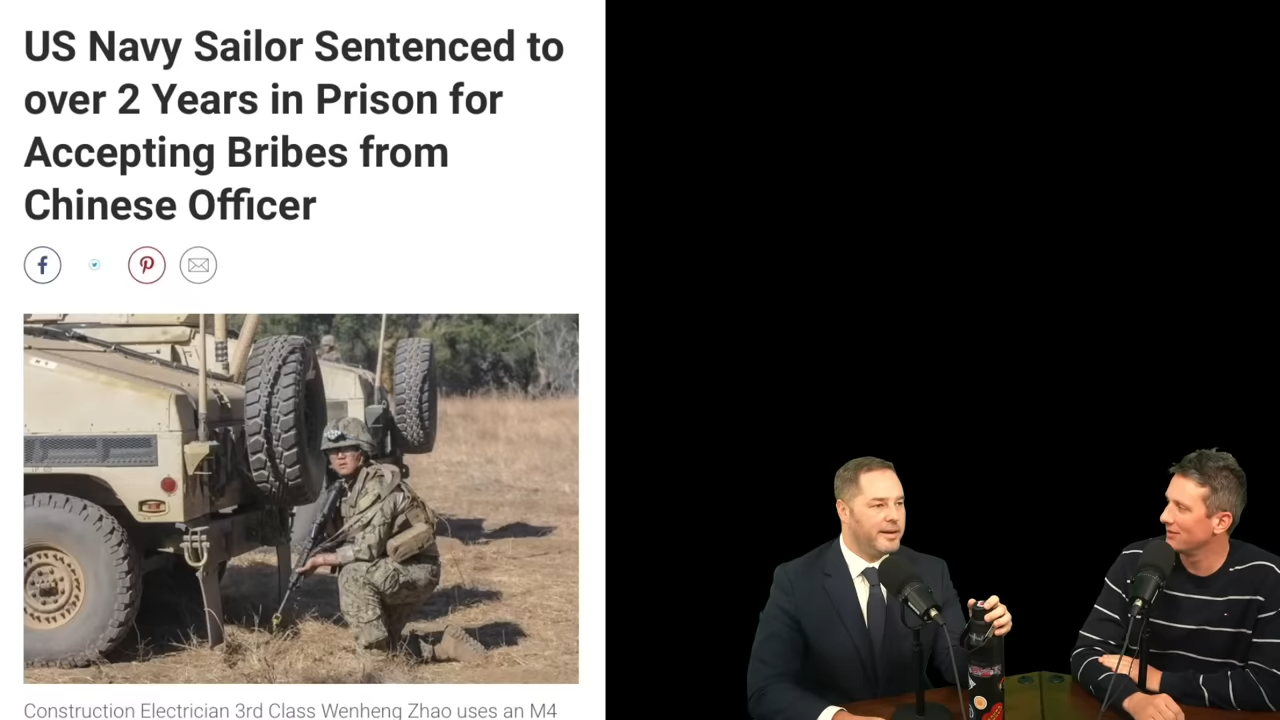 US Navy Sailor Sentenced to
over 2 Years in Prison for
Accepting Bribes from
Chinese Officer
Construction Electrician 3rd Class Wenheng Zhao uses an M4